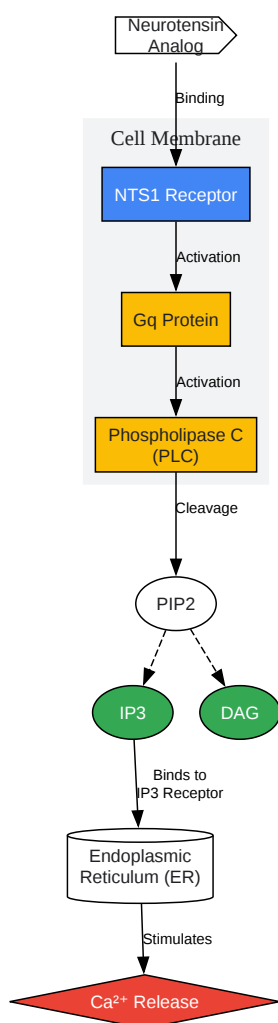 Neurotensin
Analog
Binding
Cell Membrane
NTS1 Receptor
Activation
Gq Protein
Activation
Phospholipase C
(PLC)
Cleavage
PIP2
IP3
DAG
Binds to
IP3 Receptor
Endoplasmic
Reticulum (ER)
Stimulates
Ca²⁺ Release